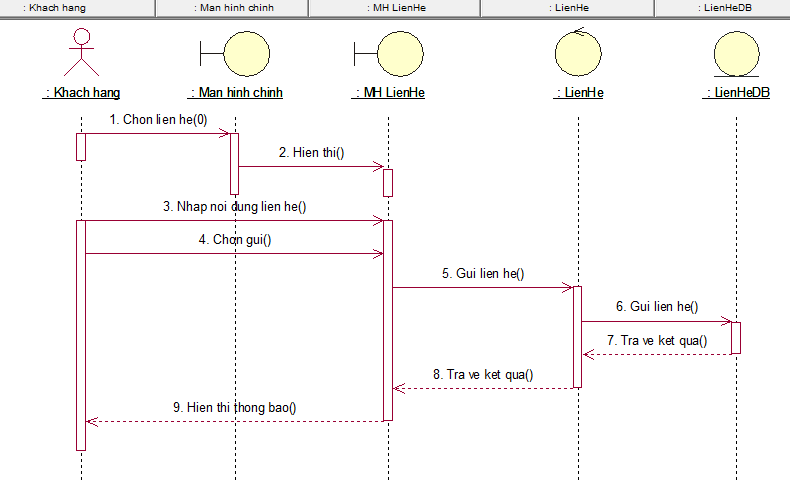 : Khach hang
: Man hinh chinh
: MH LienHe
: LienHe
: LienHeDB
: Khach hang
: Man hinh chinh
: MH LienHe
: LienHe
: LienHeDB
1. Chon lien he(0)
2. Hien thi()
3. Nhap noi dung lien he()
4. Chon gui()
5. Gui lien he()
6. Gui lien he()
7. Tra ve ket qua()
8. Tra ve ket qua()
9. Hien thi thong bao()